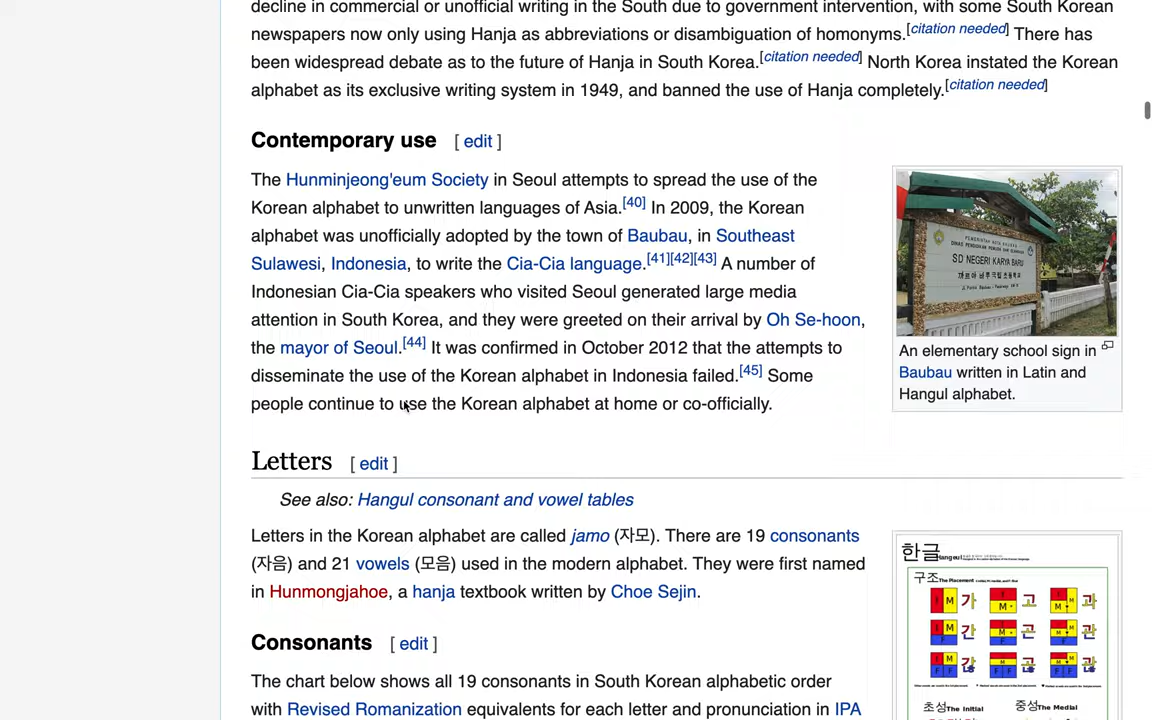 decline in commercial or unofficial writing in the South due to government intervention, with some South Korean
newspapers now only using Hanja as abbreviations or disambiguation of homonyms.[citation needed] There has
been widespread debate as to the future of Hanja in South Korea.[citation needed] North Korea instated the Korean
alphabet as its exclusive writing system in 1949, and banned the use of Hanja completely.[citation needed]
Contemporary use [ edit ]
The Hunminjeong'eum Society in Seoul attempts to spread the use of the
Korean alphabet to unwritten languages of Asia.[40] In 2009, the Korean
alphabet was unofficially adopted by the town of Baubau, in Southeast
Sulawesi, Indonesia, to write the Cia-Cia language.[41][42][43] A number of
Indonesian Cia-Cia speakers who visited Seoul generated large media
attention in South Korea, and they were greeted on their arrival by Oh Se-hoon,
the mayor of Seoul.[44] It was confirmed in October 2012 that the attempts to
disseminate the use of the Korean alphabet in Indonesia failed.[45] Some
people continue to use the Korean alphabet at home or co-officially.
SD NEGERI KARYA BARU
An elementary school sign in
Baubau written in Latin and
Hangul alphabet.
Letters [ edit ]
See also: Hangul consonant and vowel tables
Letters in the Korean alphabet are called jamo (자모). There are 19 consonants
(자음) and 21 vowels (모음) used in the modern alphabet. They were first named
in Hunmongjahoe, a hanja textbook written by Choe Sejin.
Consonants [ edit ]
The chart below shows all 19 consonants in South Korean alphabetic order
with Revised Romanization equivalents for each letter and pronunciation in IPA
한글 Hangeul
구조 The Placement
I M 가 I M 고 I M M 과
I M F 간 I M F 곤 I M M F 관
초성 The Initial 중성 The Medial